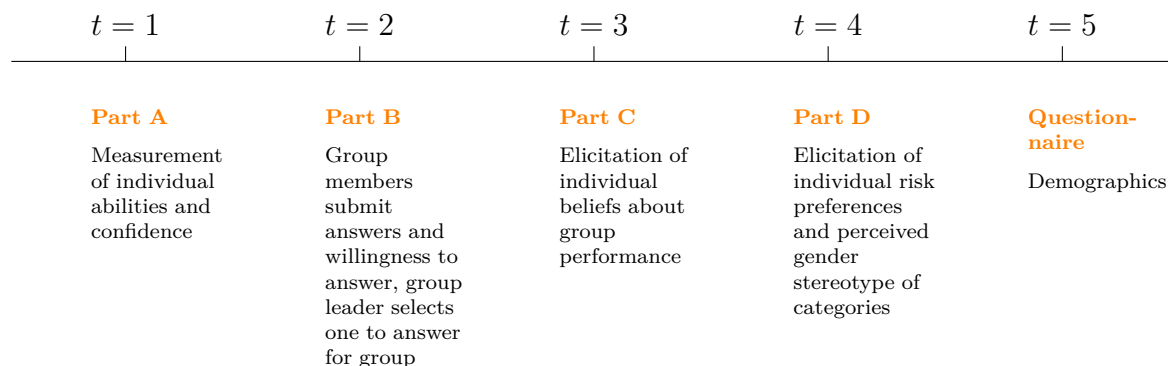 t = 1
t = 2
t = 3
t = 4
t = 5
Part A
Measurement
of individual
abilities and
confidence
Part B
Group
members
submit
answers and
willingness to
answer, group
leader selects
one to answer
for group
Part C
Elicitation of
individual
beliefs about
group
performance
Part D
Elicitation of
individual risk
preferences
and perceived
gender
stereotype of
categories
Question-
naire
Demographics